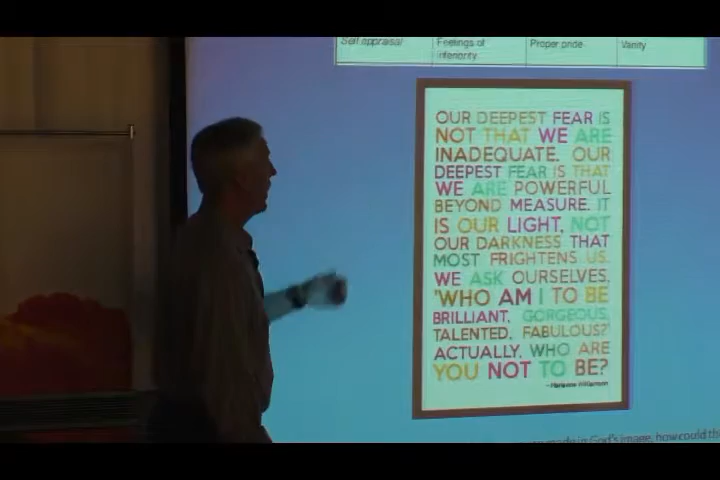 Self appraisal Feelings of inferiority Proper pride Vanity
OUR DEEPEST FEAR IS
NOT THAT WE ARE
INADEQUATE. OUR
DEEPEST FEAR IS THAT
WE ARE POWERFUL
BEYOND MEASURE. IT
IS OUR LIGHT, NOT
OUR DARKNESS THAT
MOST FRIGHTENS US.
WE ASK OURSELVES,
'WHO AM I TO BE
BRILLIANT, GORGEOUS,
TALENTED, FABULOUS?'
ACTUALLY, WHO ARE
YOU NOT TO BE?
- Marianne Williamson
made in God's image, how could